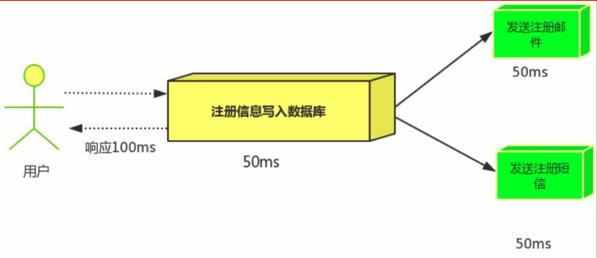 发送注册邮
件
50ms
注册信息写入数据库
响应100ms
用户
50ms
发送注册短
信
50ms